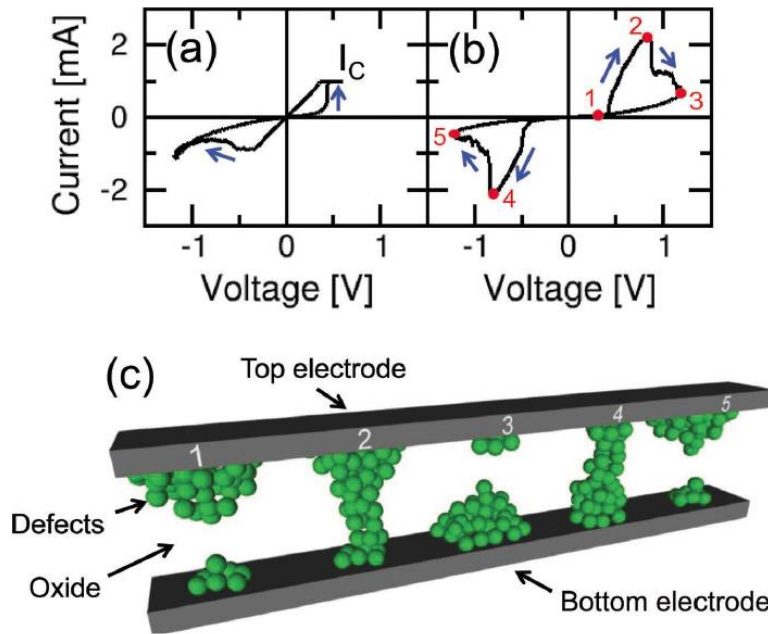 (a)
I_C
(b)
2
1
3
5
4
Current [mA]
2
0
-2
-1
0
1
-1
0
1
Voltage [V]
Voltage [V]
(c)
Top electrode
1
2
3
4
5
Defects
Oxide
Bottom electrode